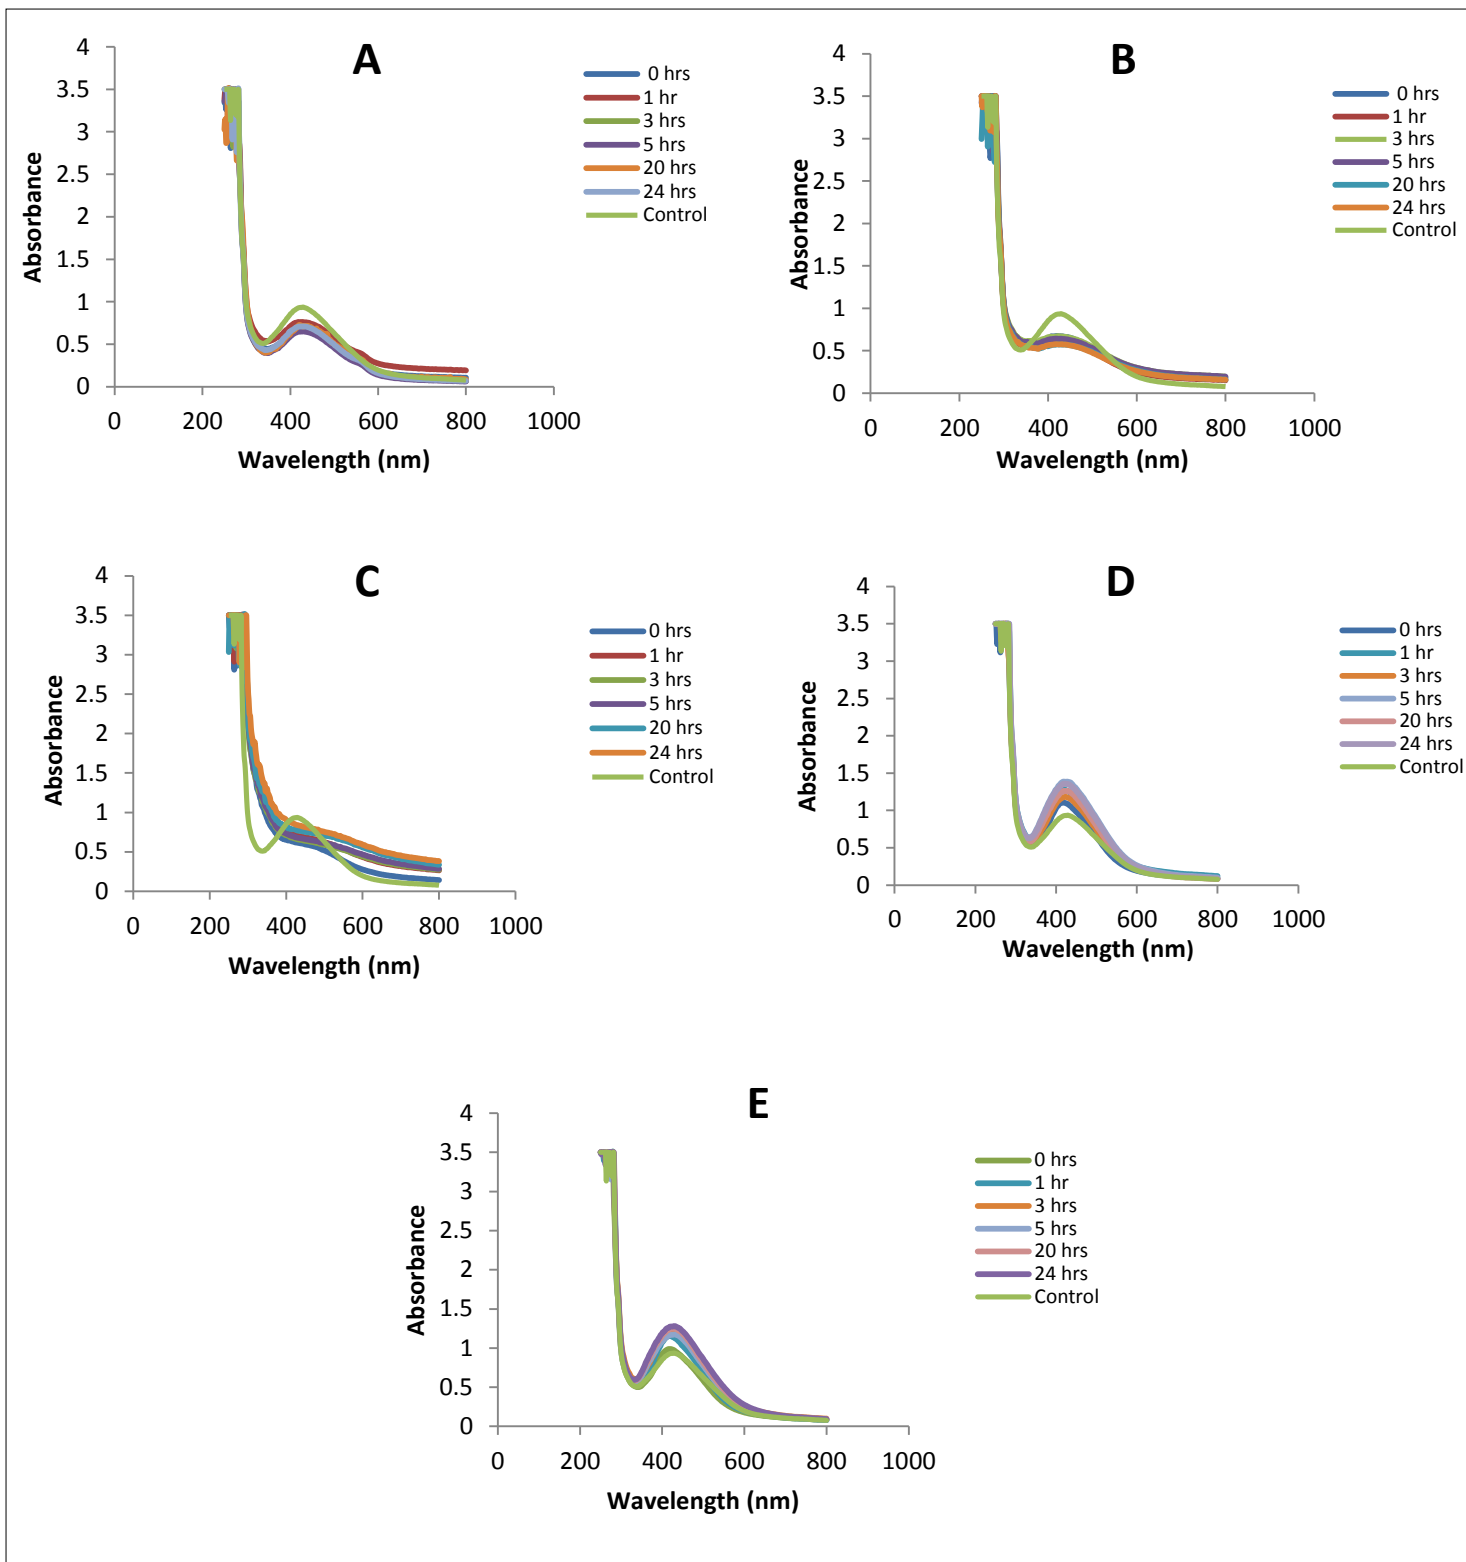 A
4
3.5
3
2.5
2
1.5
1
0.5
0
0 200 400 600 800 1000
Absorbance
Wavelength (nm)
0 hrs
1 hr
3 hrs
5 hrs
20 hrs
24 hrs
Control
B
4
3.5
3
2.5
2
1.5
1
0.5
0
0 200 400 600 800 1000
Absorbance
Wavelength (nm)
0 hrs
1 hr
3 hrs
5 hrs
20 hrs
24 hrs
Control
C
4
3.5
3
2.5
2
1.5
1
0.5
0
0 200 400 600 800 1000
Absorbance
Wavelength (nm)
0 hrs
1 hr
3 hrs
5 hrs
20 hrs
24 hrs
Control
D
4
3.5
3
2.5
2
1.5
1
0.5
0
0 200 400 600 800 1000
Absorbance
Wavelength (nm)
0 hrs
1 hr
3 hrs
5 hrs
20 hrs
24 hrs
Control
E
4
3.5
3
2.5
2
1.5
1
0.5
0
0 200 400 600 800 1000
Absorbance
Wavelength (nm)
0 hrs
1 hr
3 hrs
5 hrs
20 hrs
24 hrs
Control